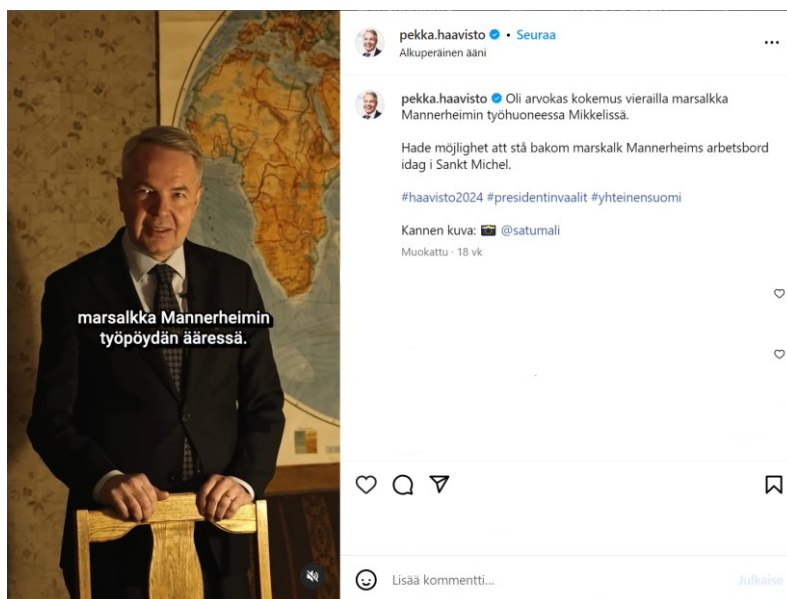 pekka.haavisto • Seuraa
Alkuperäinen ääni
pekka.haavisto Oli arvokas kokemus vierailla marsalkka
Mannerheimin työhuoneessa Mikkelissä.
Hade möjlighet att stå bakom marskalk Mannerheims arbetsbord
idag i Sankt Michel.
#haavisto2024 #presidentinvaalit #yhteinensuomi
Kannen kuva: 📸 @satumali
Muokattu · 18 vk
marsalkka Mannerheimin
työpöydän ääressä.
Lisää kommentti...
Julkaise